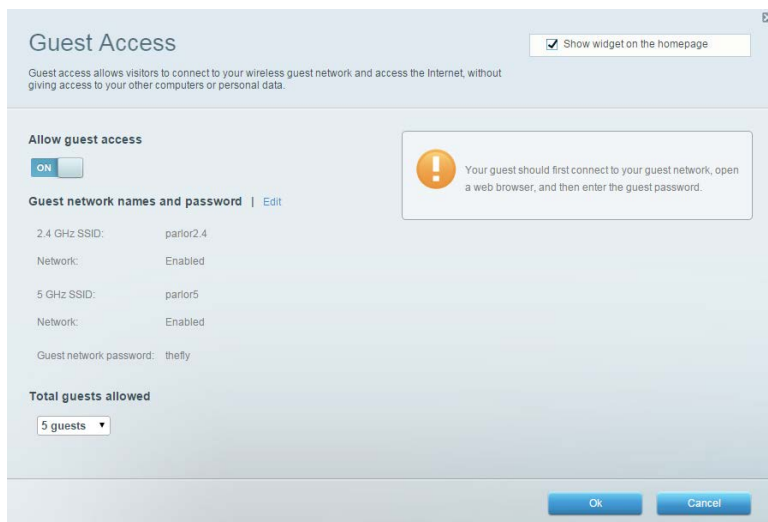 Guest Access
Show widget on the homepage
Guest access allows visitors to connect to your wireless guest network and access the Internet, without
giving access to your other computers or personal data.
Allow guest access
ON
Your guest should first connect to your guest network, open
a web browser, and then enter the guest password.
Guest network names and password | Edit
2.4 GHz SSID: parlor2.4
Network: Enabled
5 GHz SSID: parlor5
Network: Enabled
Guest network password: thefly
Total guests allowed
5 guests
Ok Cancel